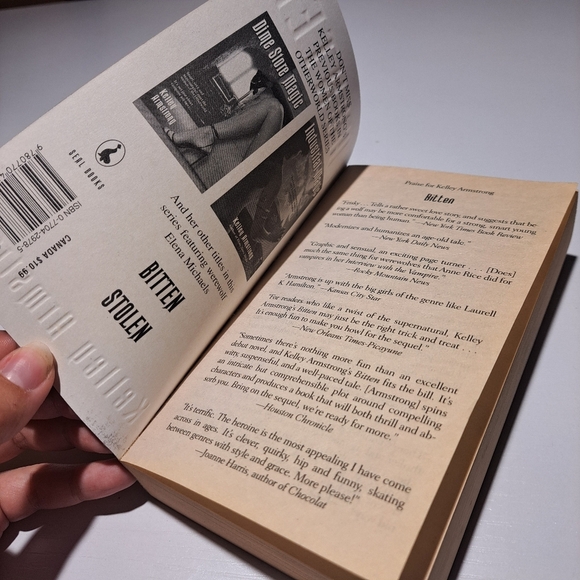 Dime Store Magic
Kelley
Armstrong
Kelley Armstrong
And her other titles in the
series featuring werewolf
Elena Michaels
BITTEN
STOLEN
SEAL BOOKS
ISBN 0-770-42978-5
CANADA $10.99
Praise for Kelley Armstrong
Bitten
"Tells a rather sweet love story, and suggests that be-
ing a wolf may be more comfortable for a strong, smart young
woman than being human." —New York Times Book Review
"Modernizes and humanizes an age-old tale."
—New York Daily News
"Graphic and sensual, an exciting page turner . . . [Does]
much the same thing for werewolves that Anne Rice did for
vampires in her Interview with the Vampire."
—Rocky Mountain News
"Armstrong is up with the big girls of the genre like Laurell
K. Hamilton." —Kansas City Star
"For readers who like a twist of the supernatural, Kelley
Armstrong's Bitten may just be the right trick and treat . . .
It's enough fun to make you howl for the sequel."
—New Orleans Times-Picayune
"Sometimes there's nothing more fun than an excellent
debut novel and Kelley Armstrong's Bitten fits the bill. It's
witty, suspenseful, and a well-paced tale. [Armstrong] spins
an intricate but comprehensible plot around compelling
characters and produces a book that will both thrill and ab-
sorb you. Bring on the sequel, we're ready for more."
—Houston Chronicle
"It's terrific. The heroine is the most appealing I have come
across in ages. It's clever, quirky, hip and funny, skating
between genres with style and grace. More please!"
—Joanne Harris, author of Chocolat